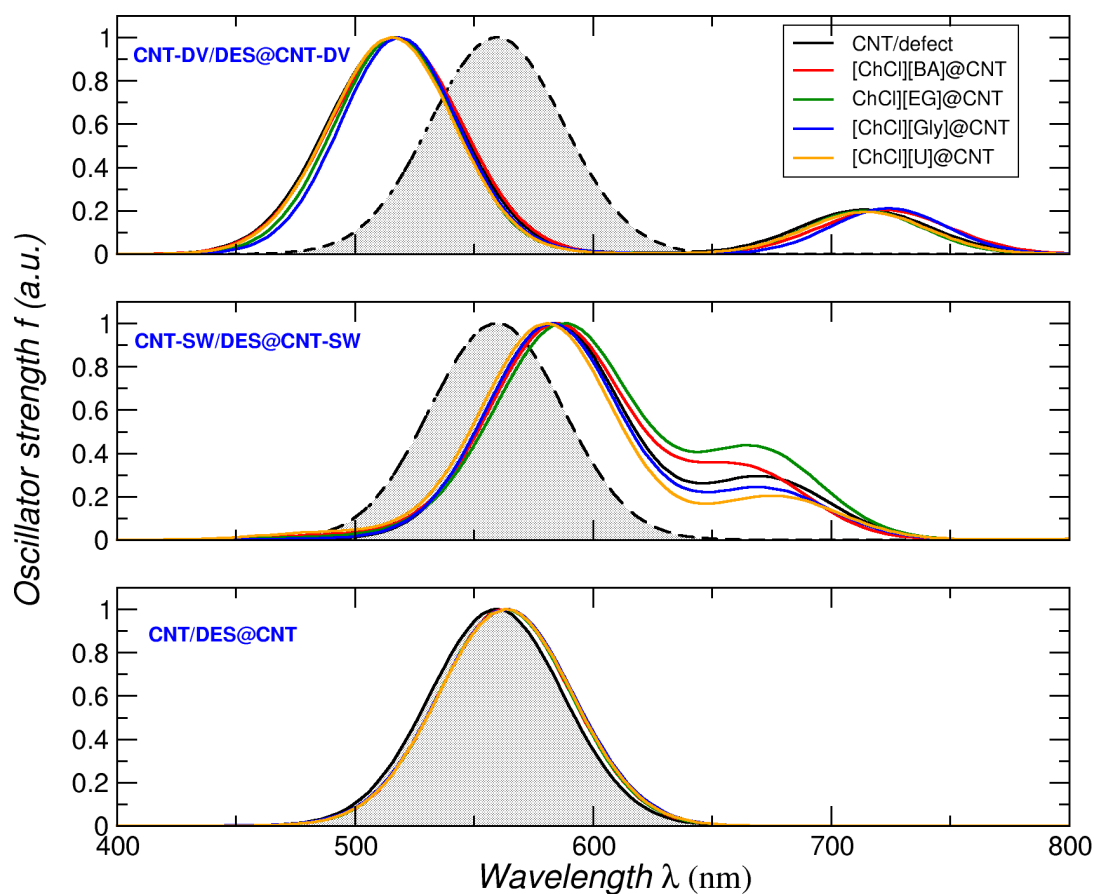 CNT-DV/DES@CNT-DV
CNT/defect
[ChCl][BA]@CNT
ChCl][EG]@CNT
[ChCl][Gly]@CNT
[ChCl][U]@CNT
1
0.8
0.6
0.4
0.2
0
CNT-SW/DES@CNT-SW
1
0.8
0.6
0.4
0.2
0
Oscillator strength f (a.u.)
CNT/DES@CNT
1
0.8
0.6
0.4
0.2
0
400 500 600 700 800
Wavelength λ (nm)